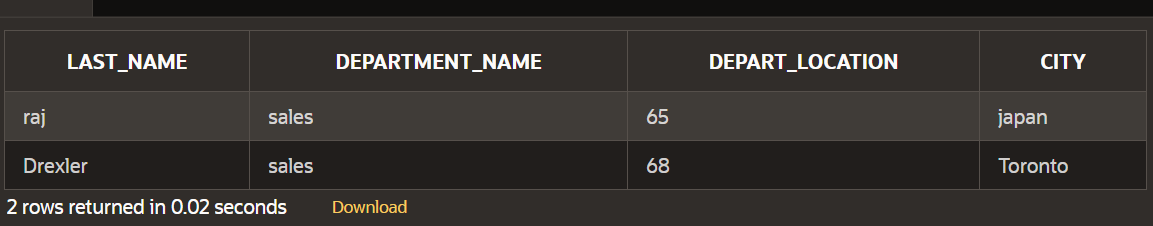 LAST_NAME DEPARTMENT_NAME DEPART_LOCATION CITY
raj sales 65 japan
Drexler sales 68 Toronto
2 rows returned in 0.02 seconds Download